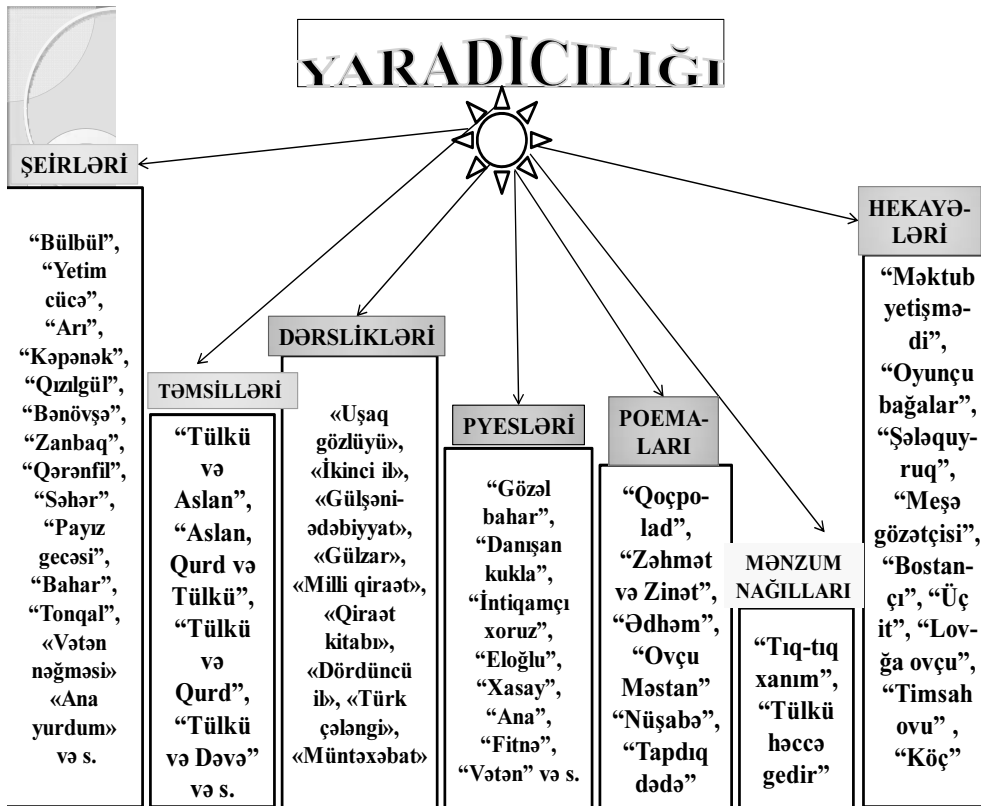 YARADICILIĞI
ŞEİRLƏRİ
“Bülbül”,
“Yetim
cücə”,
“Arı”,
“Kəpənək”,
“Qızılgül”,
“Bənövşə”,
“Zanbaq”,
“Qərənfil”,
“Səhər”,
“Payız
gecəsi”,
“Bahar”,
“Tonqal”,
«Vətən
nəğməsi»
«Ana
yurdum»
və s.
TƏMSİLLƏRİ
“Tülkü
və
Aslan”,
“Aslan,
Qurd və
Tülkü”,
“Tülkü
və
Qurd”,
“Tülkü
və Dəvə”
və s.
DƏRSLİKLƏRİ
«Uşaq
gözlüyü»,
«İkinci il»,
«Gülşəni-
ədəbiyyat»,
«Gülzar»,
«Milli qiraət»,
«Qiraət
kitabı»,
«Dördüncü
il», «Türk
çələngi»,
«Müntəxəbat»
PYESLƏRİ
“Gözəl
bahar”,
“Danışan
kukla”,
“İntiqamçı
xoruz”,
“Eloğlu”,
“Xasay”,
“Ana”,
“Fitnə”,
“Vətən” və s.
POEMA-
LARI
“Qoçpo-
lad”,
“Zəhmət
və Zinət”,
“Ədhəm”,
“Ovçu
Məstan”
“Nüşabə”,
“Tapdıq
dədə”
MƏNZUM
NAĞILLARI
“Tıq-tıq
xanım”,
“Tülkü
həccə
gedir”
HEKAYƏ-
LƏRİ
“Məktub
yetişmə-
di”,
“Oyunçu
bağalar”,
“Şələquy-
ruq”,
“Meşə
gözətçisi”,
“Bostan-
çı”, “Üç
it”, “Lov-
ğa ovçu”,
“Timsah
ovu” ,
“Köç”